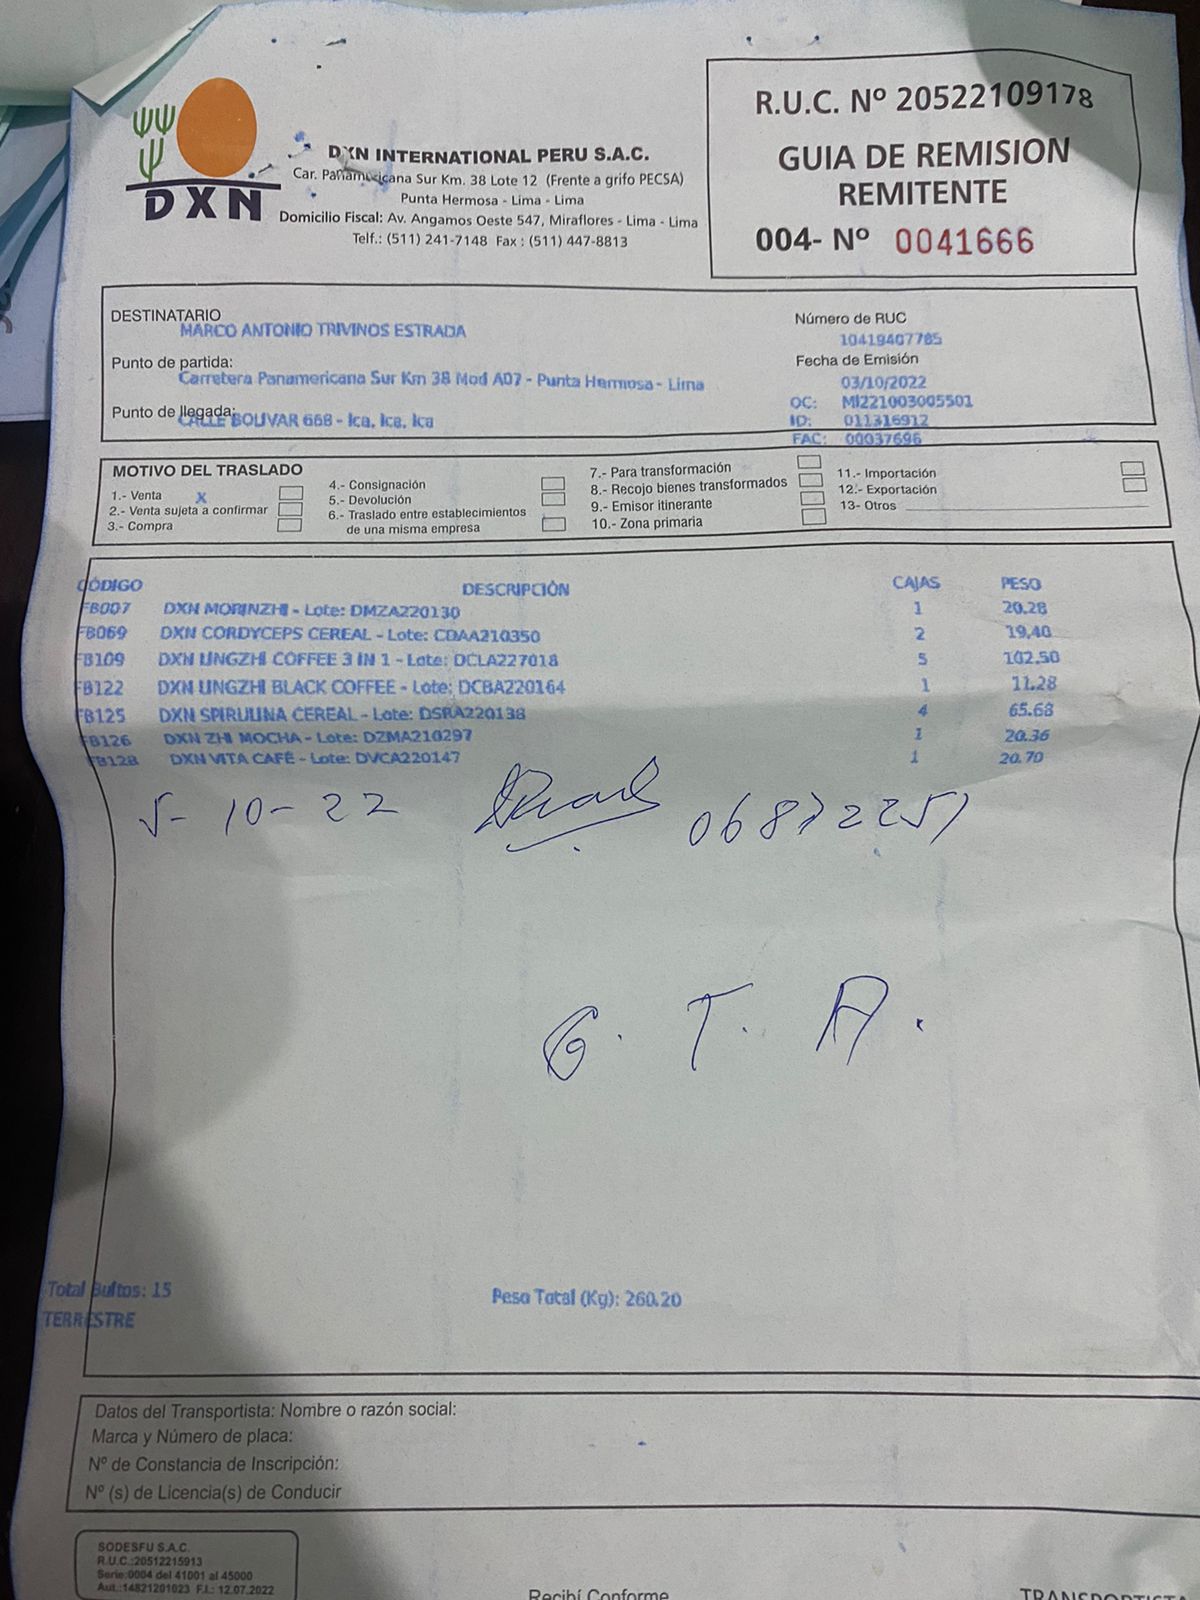 DXN
DXN INTERNATIONAL PERU S.A.C.
Car. Panamericana Sur Km. 38 Lote 12 (Frente a grifo PECSA)
Punta Hermosa - Lima - Lima
Domicilio Fiscal: Av. Angamos Oeste 547, Miraflores - Lima - Lima
Telf.: (511) 241-7148 Fax : (511) 447-8813
R.U.C. Nº 20522109178
GUIA DE REMISION
REMITENTE
004- Nº 0041666
DESTINATARIO
MARCO ANTONIO TRIVINOS ESTRADA
Punto de partida:
Carretera Panamericana Sur Km 38 Mod A07 - Punta Hermosa - Lima
Punto de llegada:
CALLE BOLIVAR 668 - Ica, Ica, Ica
Número de RUC
10419407785
Fecha de Emisión
03/10/2022
OC: MI221003005501
ID: 011316912
FAC: 00037696
MOTIVO DEL TRASLADO
1.- Venta X
2.- Venta sujeta a confirmar
3.- Compra
4.- Consignación
5.- Devolución
6.- Traslado entre establecimientos
de una misma empresa
7.- Para transformación
8.- Recojo bienes transformados
9.- Emisor itinerante
10.- Zona primaria
11.- Importación
12.- Exportación
13- Otros
CÓDIGO DESCRIPCIÓN CAJAS PESO
FB007 DXN MORINZHI - Lote: DMZA220130 1 20.28
FB069 DXN CORDYCEPS CEREAL - Lote: CDAA210350 2 19.40
FB109 DXN LINGZHI COFFEE 3 IN 1 - Lote: DCLA227018 5 102.50
FB122 DXN LINGZHI BLACK COFFEE - Lote: DCBA220164 1 11.28
FB125 DXN SPIRULINA CEREAL - Lote: DSRA220138 4 65.68
FB126 DXN ZHI MOCHA - Lote: DZMA210297 1 20.36
FB128 DXN VITA CAFÉ - Lote: DVCA220147 1 20.70
5-10-22
G. T. A.
Total Bultos: 15 Peso Total (Kg): 260.20
TERRESTRE
Datos del Transportista: Nombre o razón social:
Marca y Número de placa:
Nº de Constancia de Inscripción:
Nº (s) de Licencia(s) de Conducir
SODESFU S.A.C.
R.U.C.:20512215913
Serie:0004 del 41001 al 45000
Aut.:14821201023 F.I.: 12.07.2022
Recibí Conforme
TRANSPORTISTA